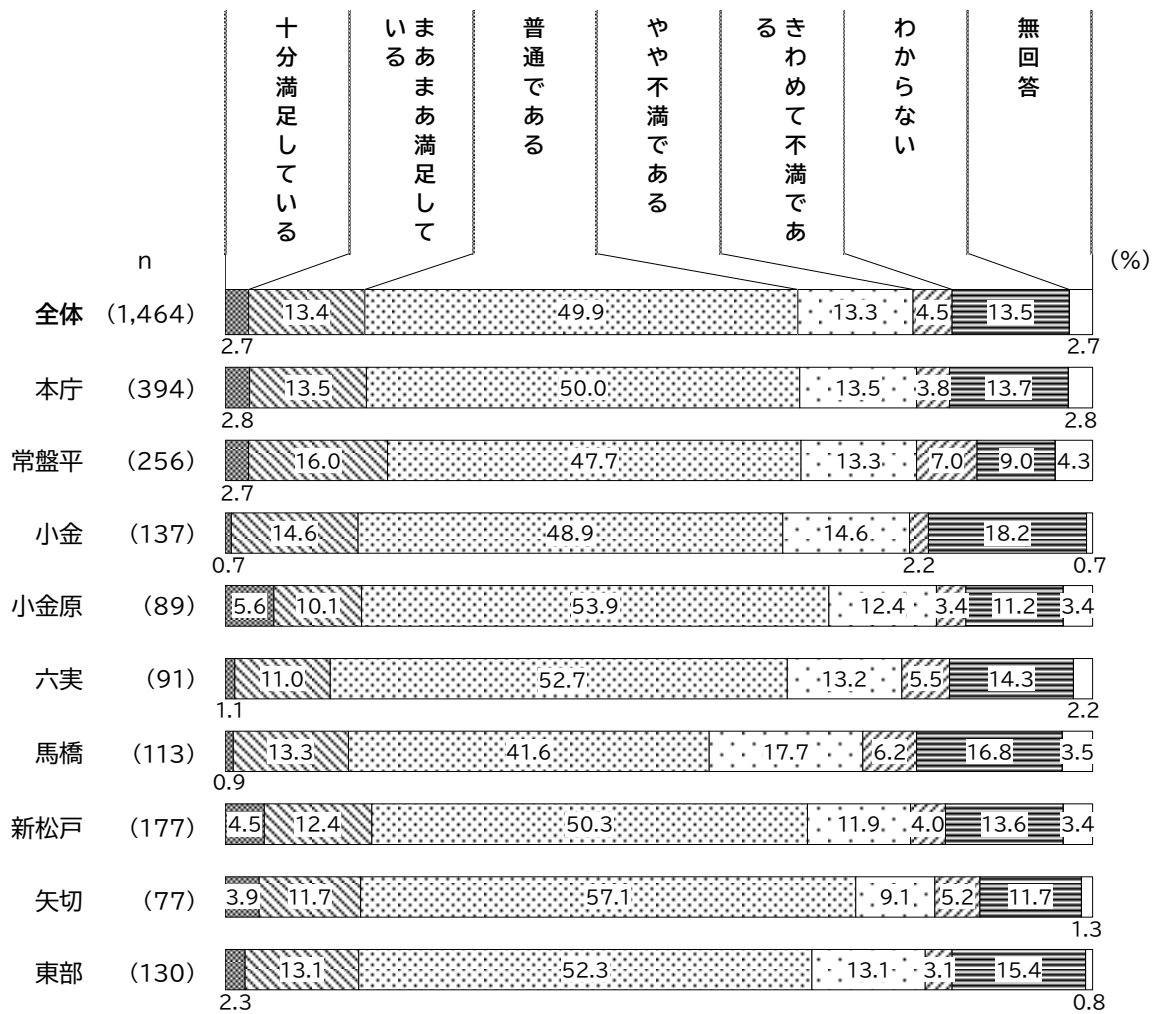 十分満足している
まあまあ満足して
いる
普通である
やや不満である
きわめて不満であ
る
わからない
無回答
n
(%)
全体 (1,464) 13.4 49.9 13.3 4.5 13.5
2.7 2.7
本庁 (394) 13.5 50.0 13.5 3.8 13.7
2.8 2.8
常盤平 (256) 16.0 47.7 13.3 7.0 9.0 4.3
2.7
小金 (137) 14.6 48.9 14.6 18.2
0.7 2.2 0.7
小金原 (89) 5.6 10.1 53.9 12.4 3.4 11.2 3.4
六実 (91) 11.0 52.7 13.2 5.5 14.3
1.1 2.2
馬橋 (113) 13.3 41.6 17.7 6.2 16.8 3.5
0.9
新松戸 (177) 4.5 12.4 50.3 11.9 4.0 13.6 3.4
矢切 (77) 3.9 11.7 57.1 9.1 5.2 11.7
1.3
東部 (130) 13.1 52.3 13.1 3.1 15.4
2.3 0.8